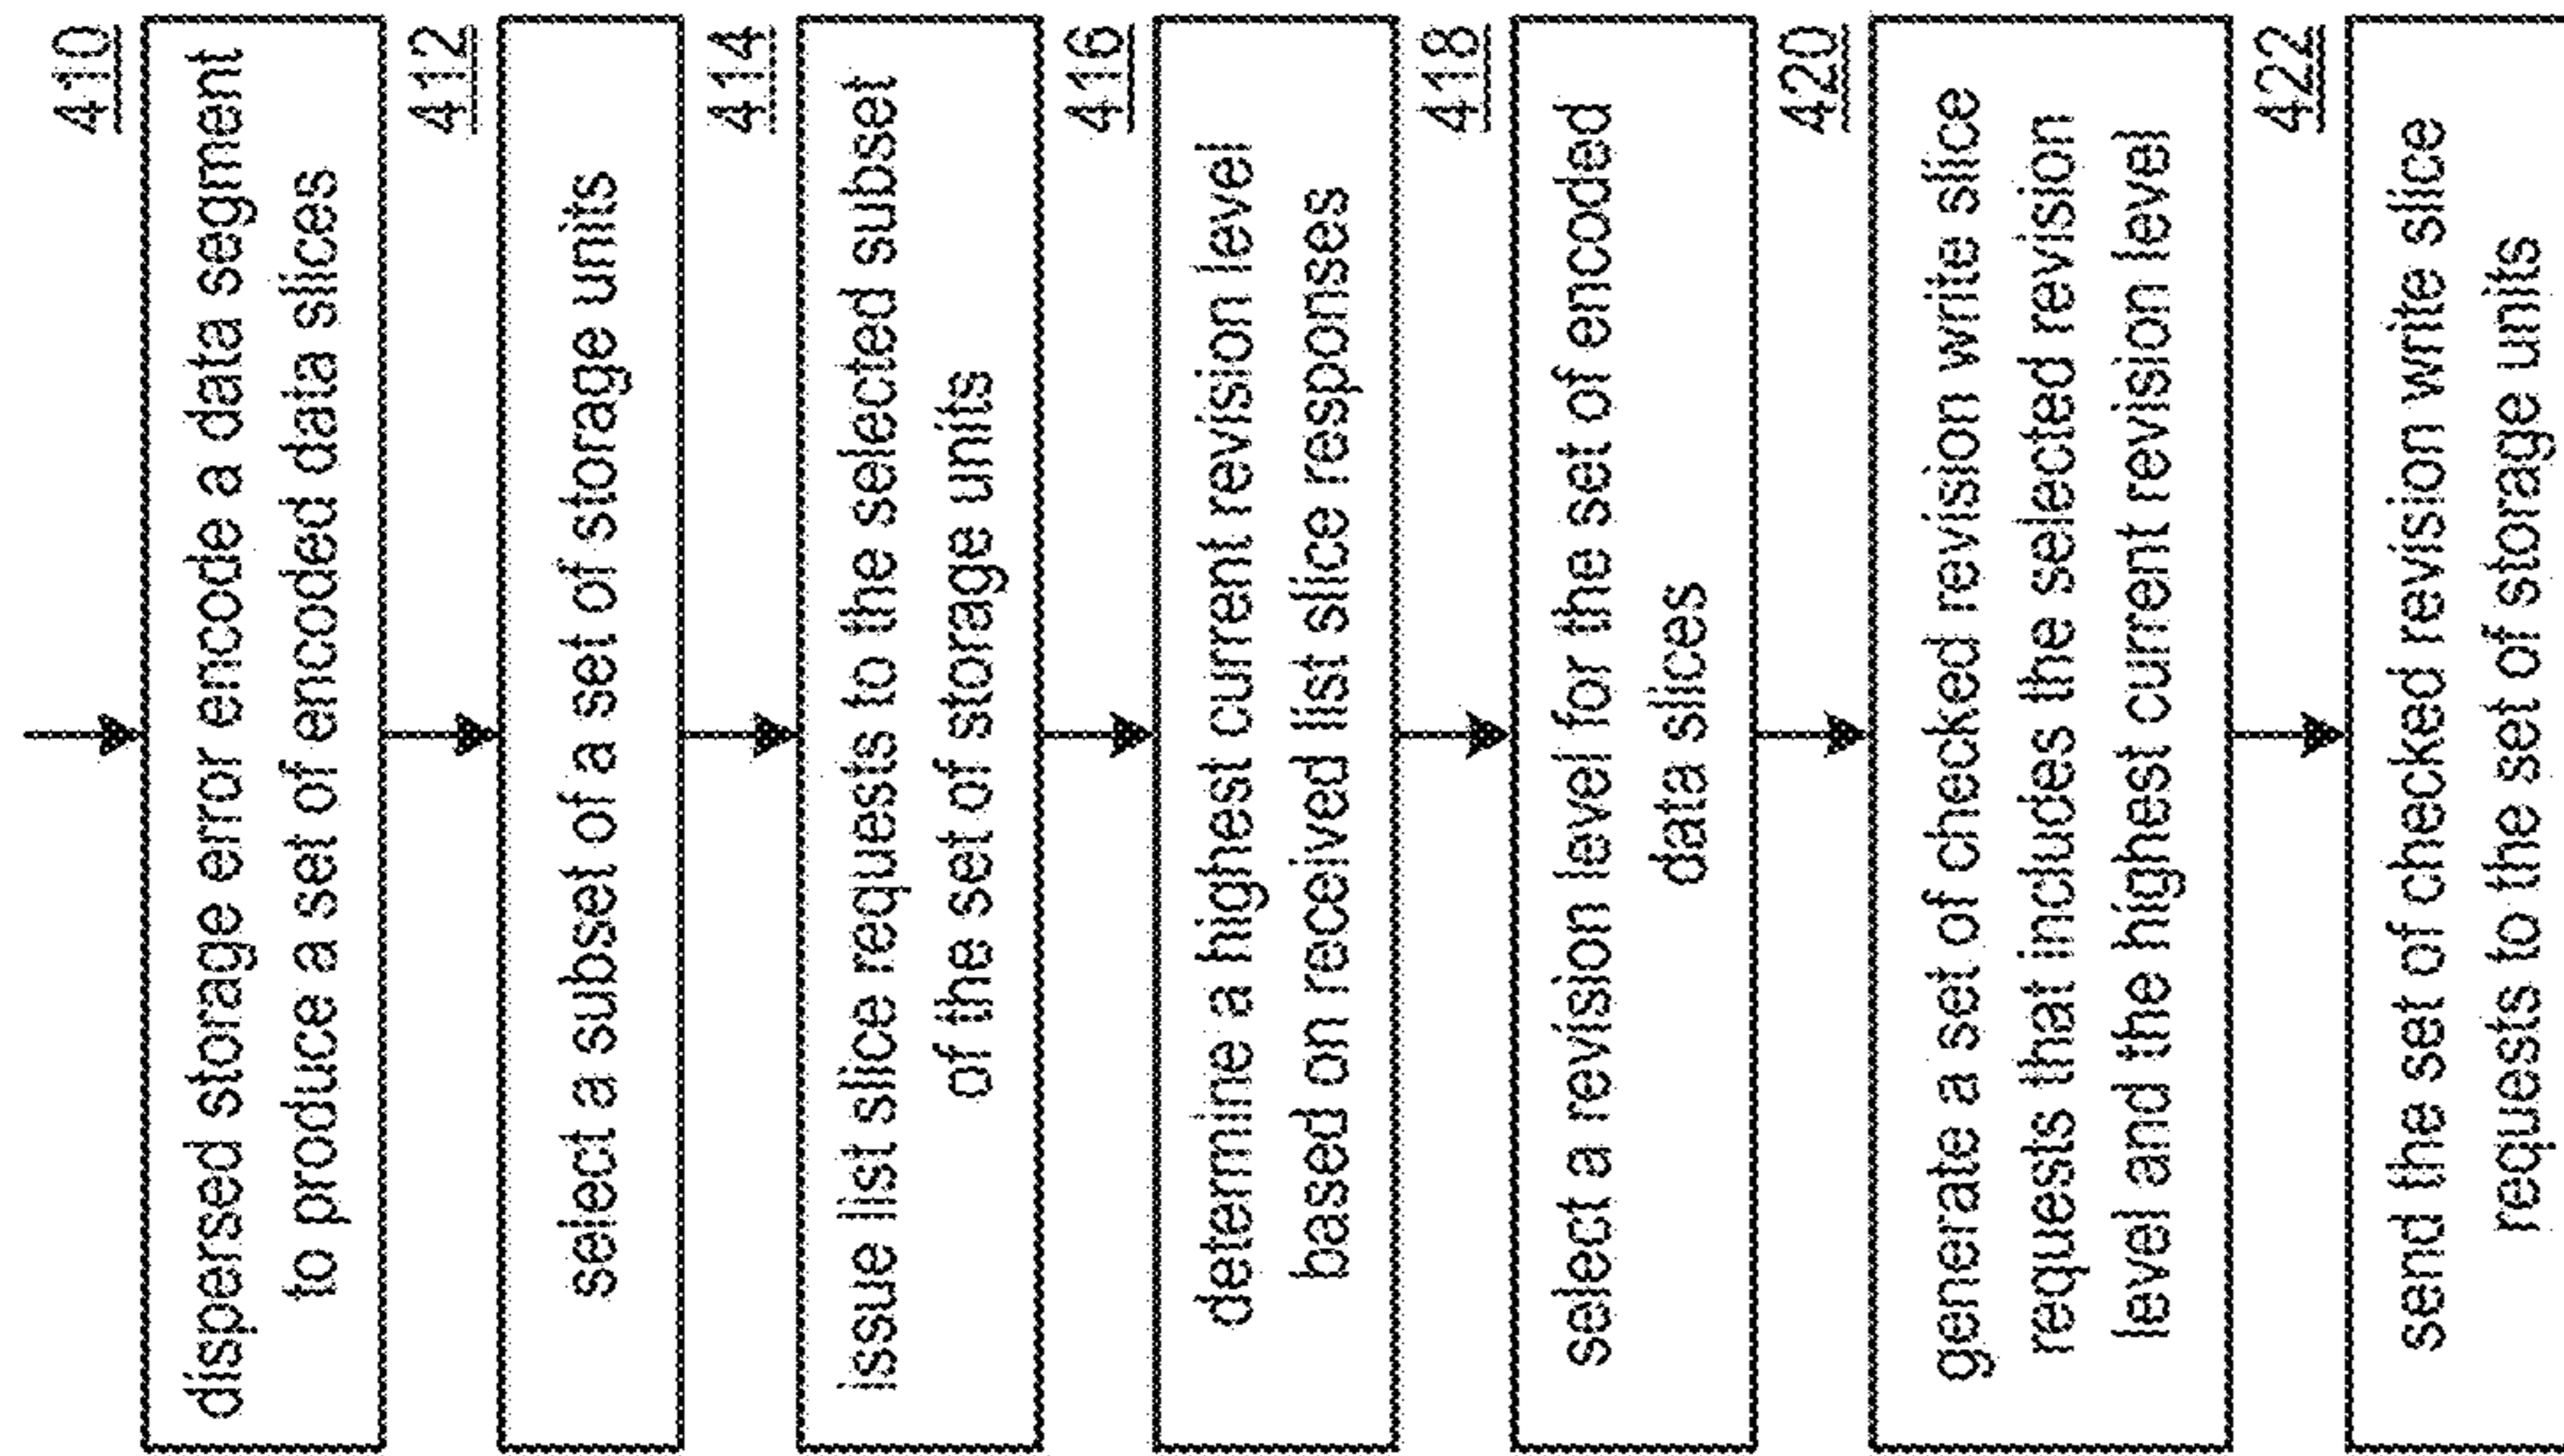 410
dispersed storage error encode a data segment
to produce a set of encoded data slices
412
select a subset of a set of storage units
414
issue list slice requests to the selected subset
of the set of storage units
416
determine a highest current revision level
based on received list slice responses
418
select a revision level for the set of encoded
data slices
420
generate a set of checked revision write slice
requests that includes the selected revision
level and the highest current revision level
422
send the set of checked revision write slice
requests to the set of storage units